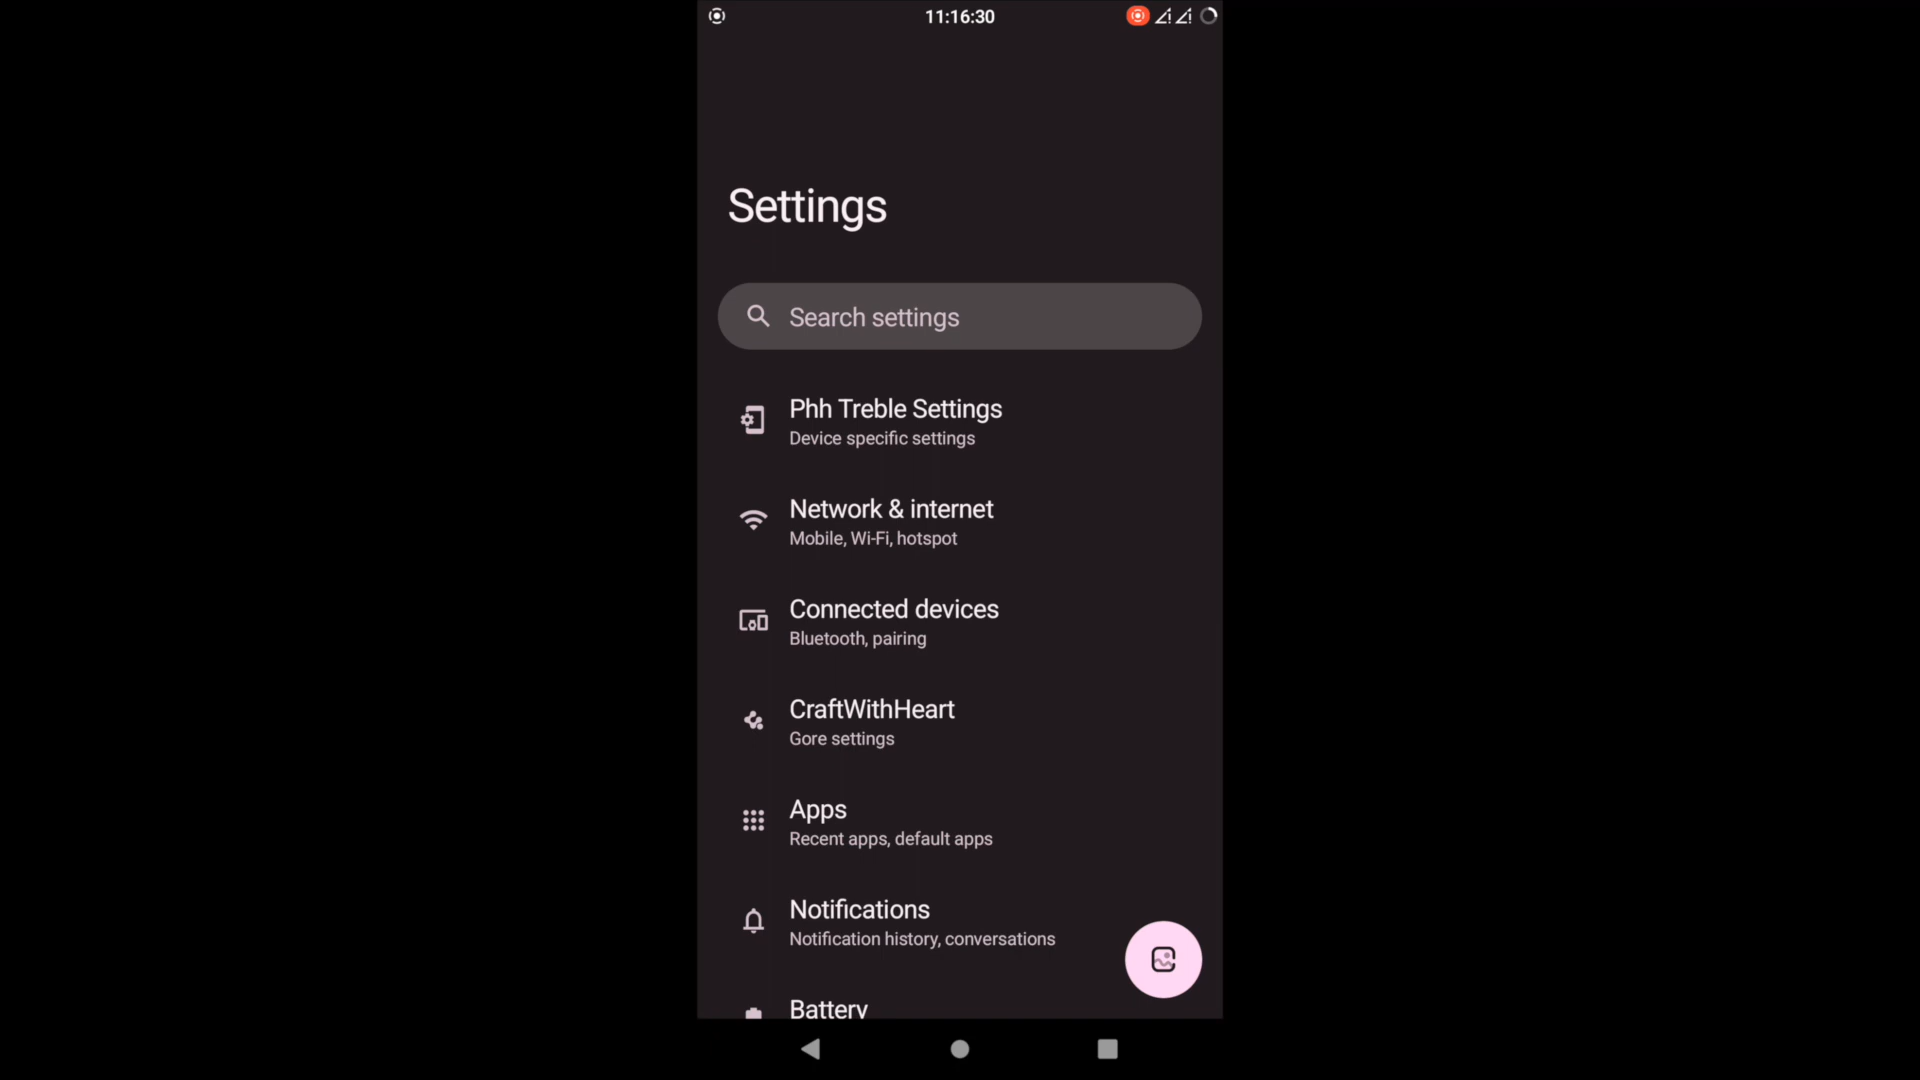 11:16:30
Settings
Search settings
Phh Treble Settings
Device specific settings
Network & internet
Mobile, Wi-Fi, hotspot
Connected devices
Bluetooth, pairing
CraftWithHeart
Gore settings
Apps
Recent apps, default apps
Notifications
Notification history, conversations
Battery